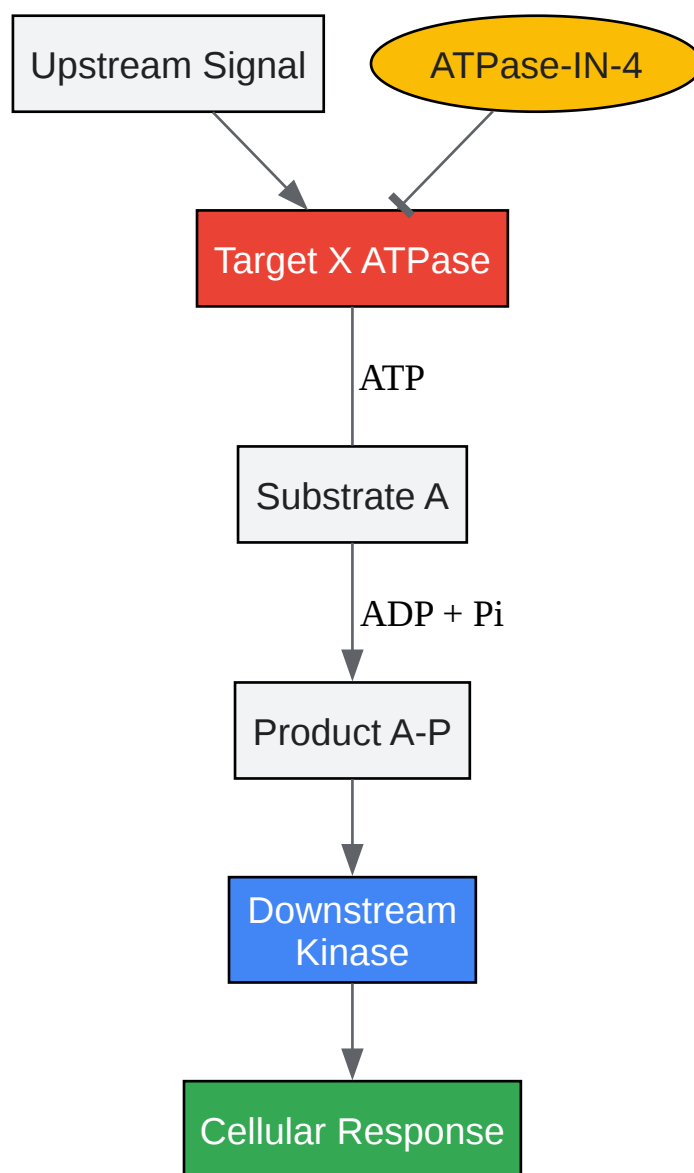 Upstream Signal
ATPase-IN-4
Target X ATPase
ATP
Substrate A
ADP + Pi
Product A-P
Downstream
Kinase
Cellular Response